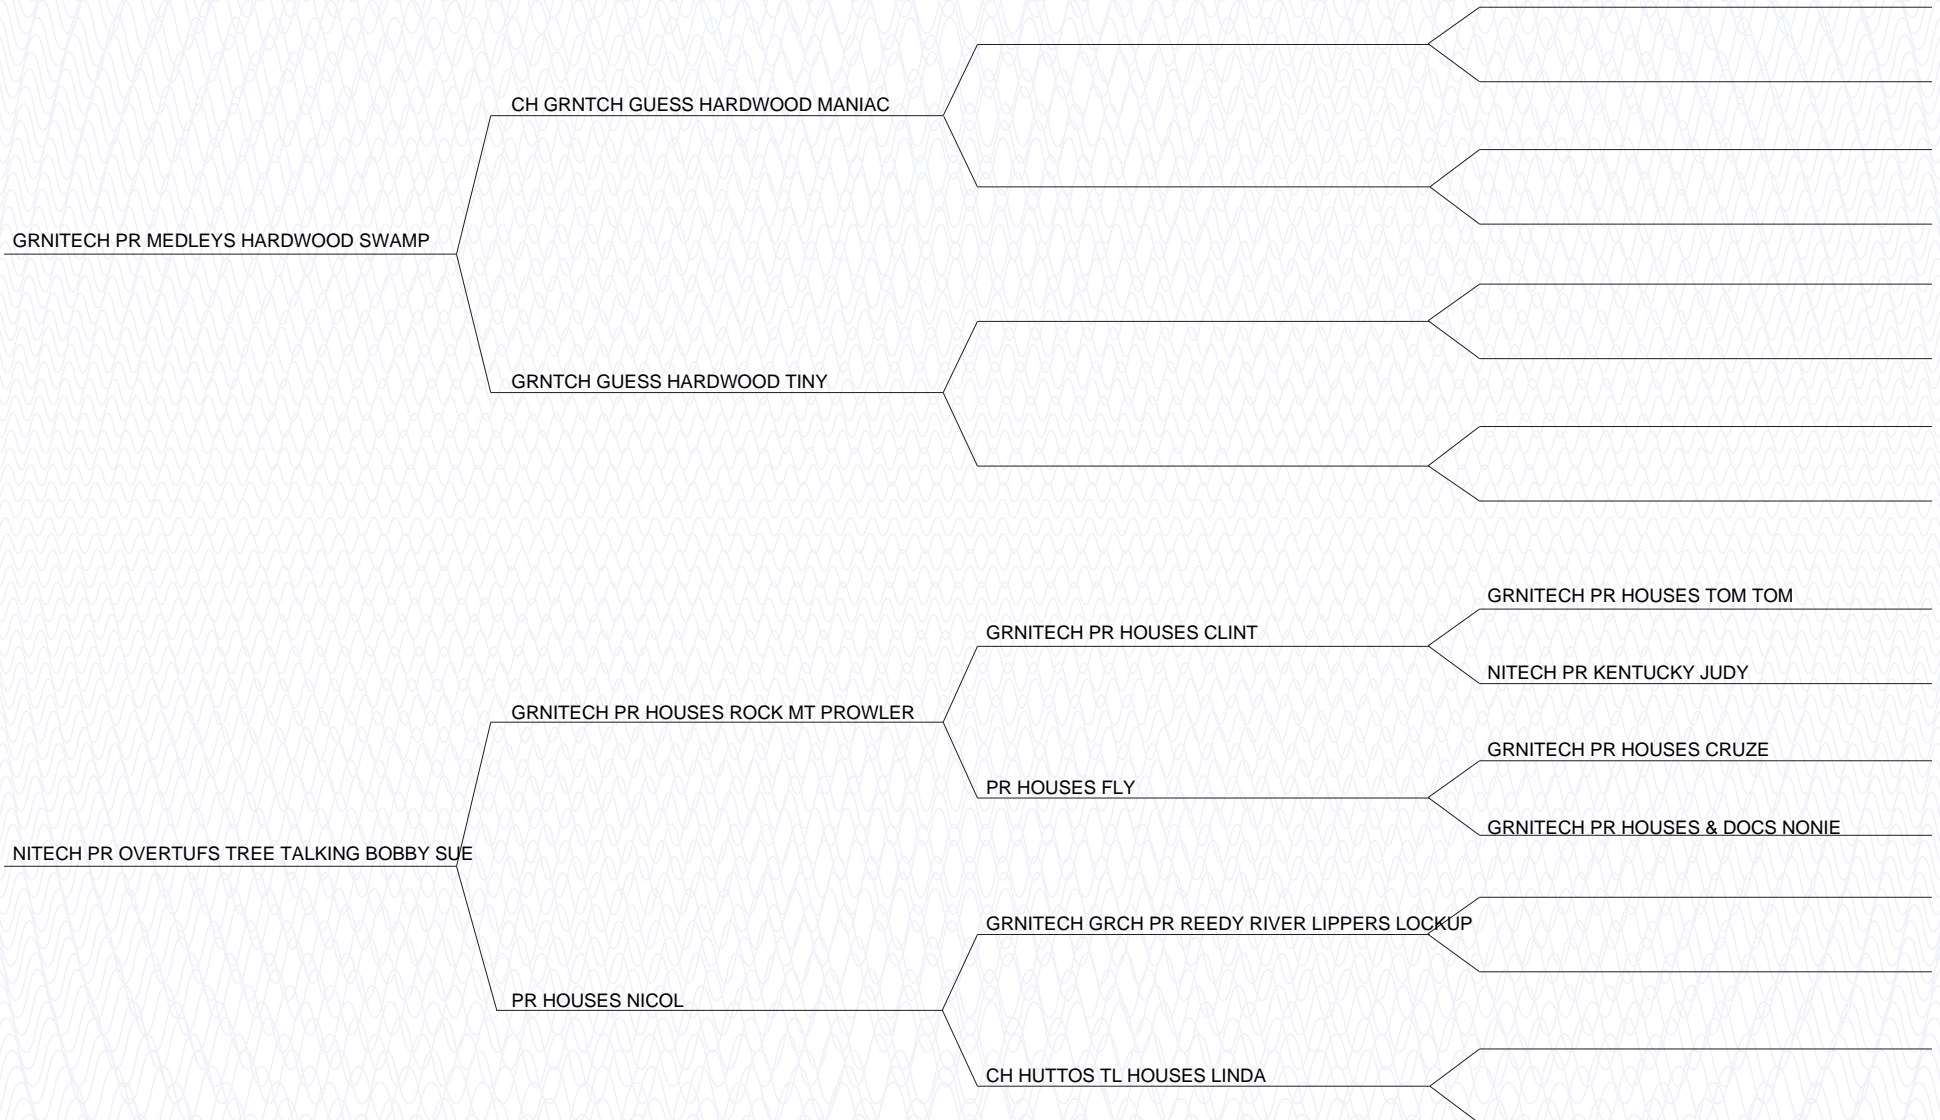 CH GRNTCH GUESS HARDWOOD MANIAC
GRNITECH PR MEDLEYS HARDWOOD SWAMP
GRNTCH GUESS HARDWOOD TINY
GRNITECH PR HOUSES TOM TOM
GRNITECH PR HOUSES CLINT
NITECH PR KENTUCKY JUDY
GRNITECH PR HOUSES ROCK MT PROWLER
GRNITECH PR HOUSES CRUZE
PR HOUSES FLY
GRNITECH PR HOUSES & DOCS NONIE
NITECH PR OVERTUFS TREE TALKING BOBBY SUE
GRNITECH GRCH PR REEDY RIVER LIPPERS LOCKUP
PR HOUSES NICOL
CH HUTTOS TL HOUSES LINDA